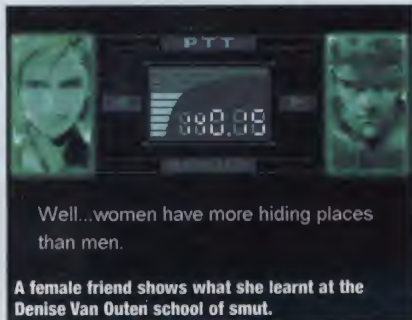 PTT
Well...women have more hiding places
than men.
A female friend shows what she learnt at the
Denise Van Outen school of smut.